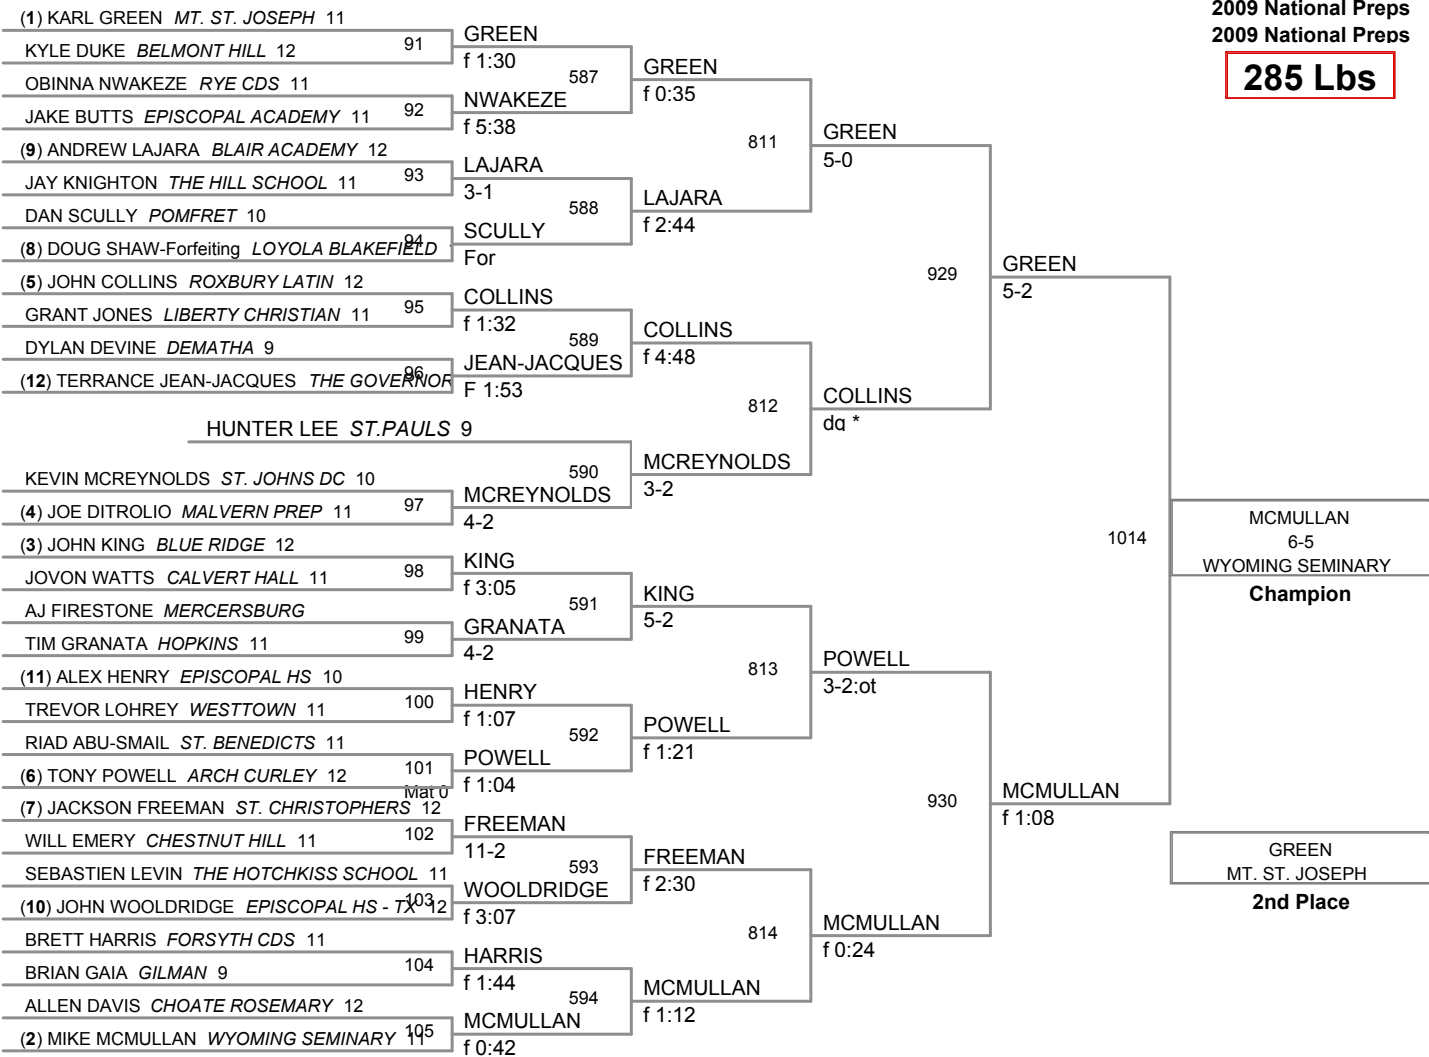 2009 National Preps
2009 National Preps
285 Lbs
(1) KARL GREEN MT. ST. JOSEPH 11
KYLE DUKE BELMONT HILL 12
OBINNA NWAKEZE RYE CDS 11
JAKE BUTTS EPISCOPAL ACADEMY 11
(9) ANDREW LAJARA BLAIR ACADEMY 12
JAY KNIGHTON THE HILL SCHOOL 11
DAN SCULLY POMFRET 10
(8) DOUG SHAW-Forfeiting LOYOLA BLAKEFIELD
(5) JOHN COLLINS ROXBURY LATIN 12
GRANT JONES LIBERTY CHRISTIAN 11
DYLAN DEVINE DEMATHA 9
(12) TERRANCE JEAN-JACQUES THE GOVERNOR
HUNTER LEE ST.PAULS 9
KEVIN MCREYNOLDS ST. JOHNS DC 10
(4) JOE DITROLIO MALVERN PREP 11
(3) JOHN KING BLUE RIDGE 12
JOVON WATTS CALVERT HALL 11
AJ FIRESTONE MERCERSBURG
TIM GRANATA HOPKINS 11
(11) ALEX HENRY EPISCOPAL HS 10
TREVOR LOHREY WESTTOWN 11
RIAD ABU-SMAIL ST. BENEDICTS 11
(6) TONY POWELL ARCH CURLEY 12
(7) JACKSON FREEMAN ST. CHRISTOPHERS 12
WILL EMERY CHESTNUT HILL 11
SEBASTIEN LEVIN THE HOTCHKISS SCHOOL 11
(10) JOHN WOOLDRIDGE EPISCOPAL HS - TX 12
BRETT HARRIS FORSYTH CDS 11
BRIAN GAIA GILMAN 9
ALLEN DAVIS CHOATE ROSEMARY 12
(2) MIKE MCMULLAN WYOMING SEMINARY 11
91
92
93
94
95
96
97
98
99
100
101
Mat 0
102
103
104
105
GREEN
f 1:30
NWAKEZE
f 5:38
LAJARA
3-1
SCULLY
For
COLLINS
f 1:32
JEAN-JACQUES
F 1:53
MCREYNOLDS
4-2
KING
f 3:05
GRANATA
4-2
HENRY
f 1:07
POWELL
f 1:04
FREEMAN
11-2
WOOLDRIDGE
f 3:07
HARRIS
f 1:44
MCMULLAN
f 0:42
587
588
589
590
591
592
593
594
GREEN
f 0:35
LAJARA
f 2:44
COLLINS
f 4:48
MCREYNOLDS
3-2
KING
5-2
POWELL
f 1:21
FREEMAN
f 2:30
MCMULLAN
f 1:12
811
812
813
814
GREEN
5-0
COLLINS
dq *
POWELL
3-2;ot
MCMULLAN
f 0:24
929
930
GREEN
5-2
MCMULLAN
f 1:08
1014
MCMULLAN
6-5
WYOMING SEMINARY
Champion
GREEN
MT. ST. JOSEPH
2nd Place